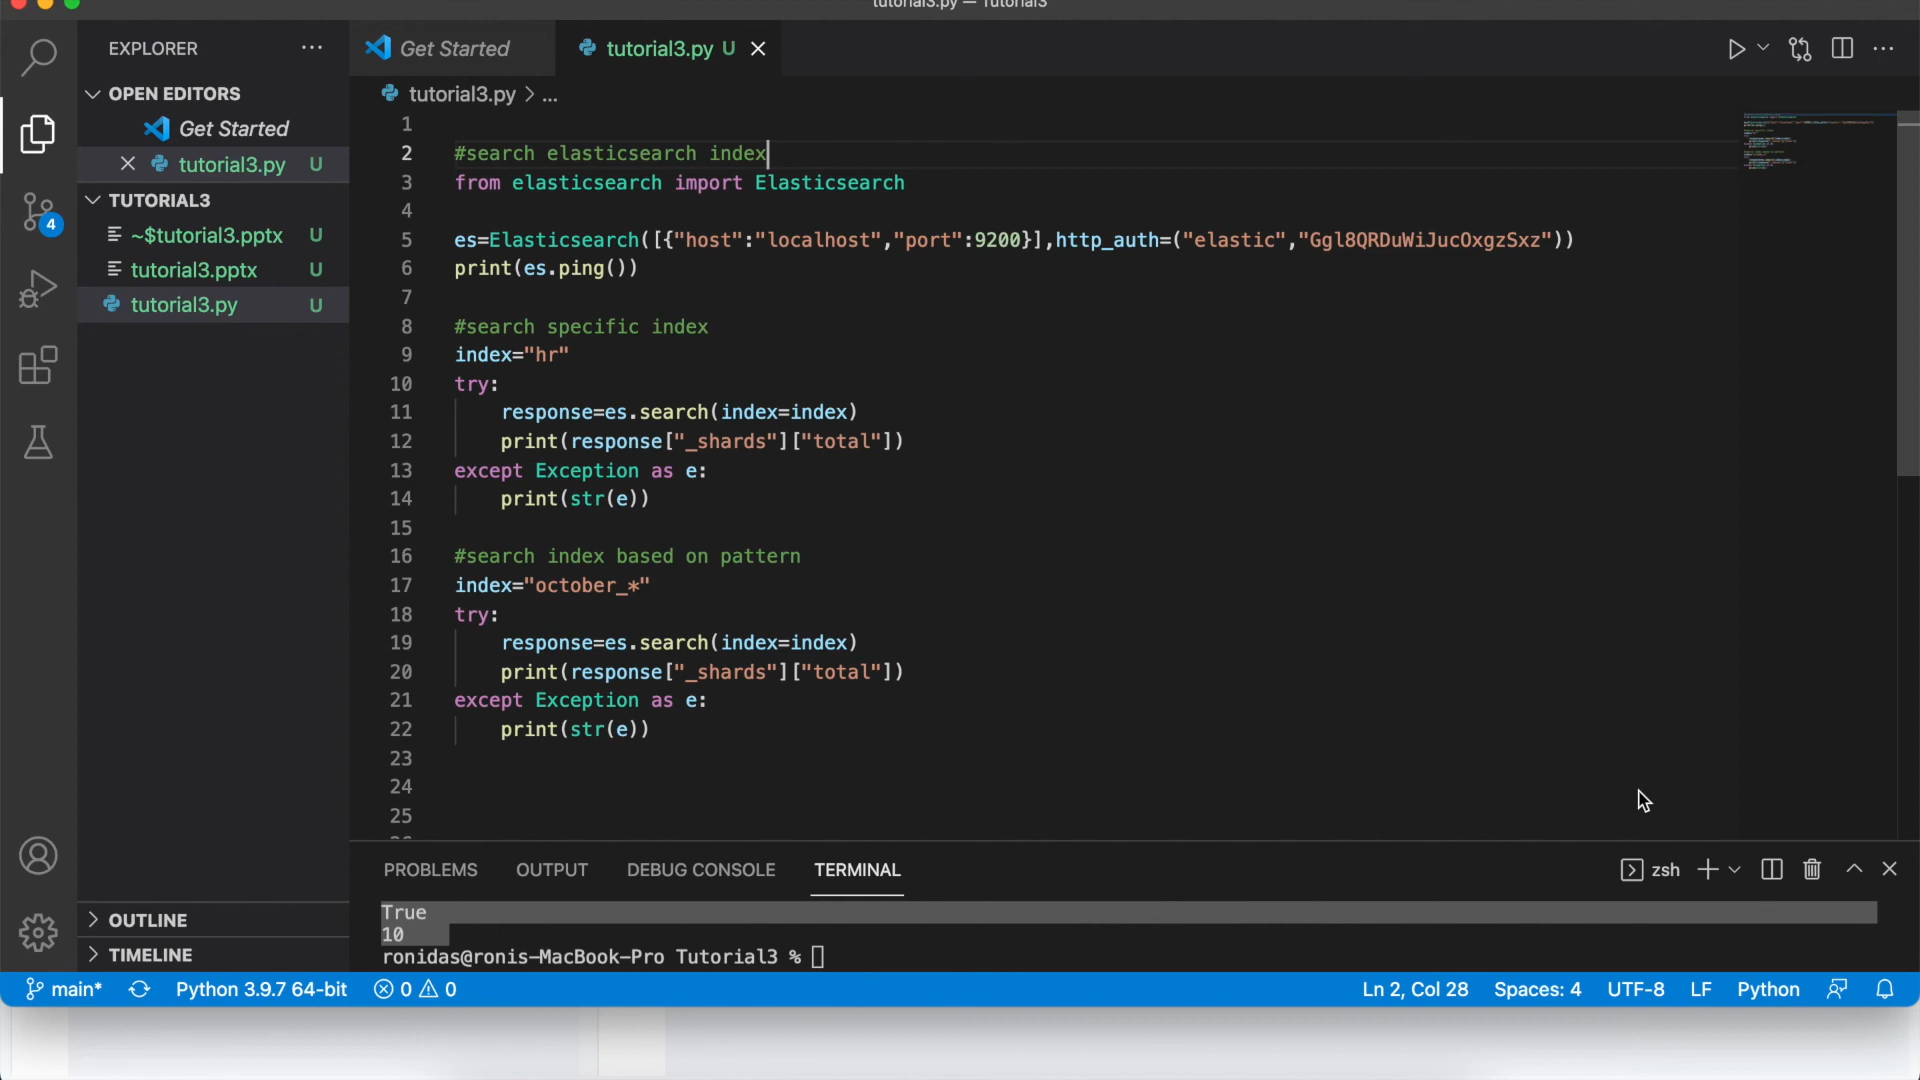 tutorial3.py — Tutorial3
EXPLORER
Get Started
tutorial3.py U
OPEN EDITORS
Get Started
tutorial3.py U
TUTORIAL3
~$tutorial3.pptx U
tutorial3.pptx U
tutorial3.py U
4
OUTLINE
TIMELINE
tutorial3.py > ...
1
2 #search elasticsearch index
3 from elasticsearch import Elasticsearch
4
5 es=Elasticsearch([{"host":"localhost","port":9200}],http_auth=("elastic","Ggl8QRDuWiJucOxgzSxz"))
6 print(es.ping())
7
8 #search specific index
9 index="hr"
10 try:
11 response=es.search(index=index)
12 print(response["_shards"]["total"])
13 except Exception as e:
14 print(str(e))
15
16 #search index based on pattern
17 index="october_*"
18 try:
19 response=es.search(index=index)
20 print(response["_shards"]["total"])
21 except Exception as e:
22 print(str(e))
23
24
25
PROBLEMS OUTPUT DEBUG CONSOLE TERMINAL
zsh
True
10
ronidas@ronis-MacBook-Pro Tutorial3 %
main* Python 3.9.7 64-bit 0 0 Ln 2, Col 28 Spaces: 4 UTF-8 LF Python